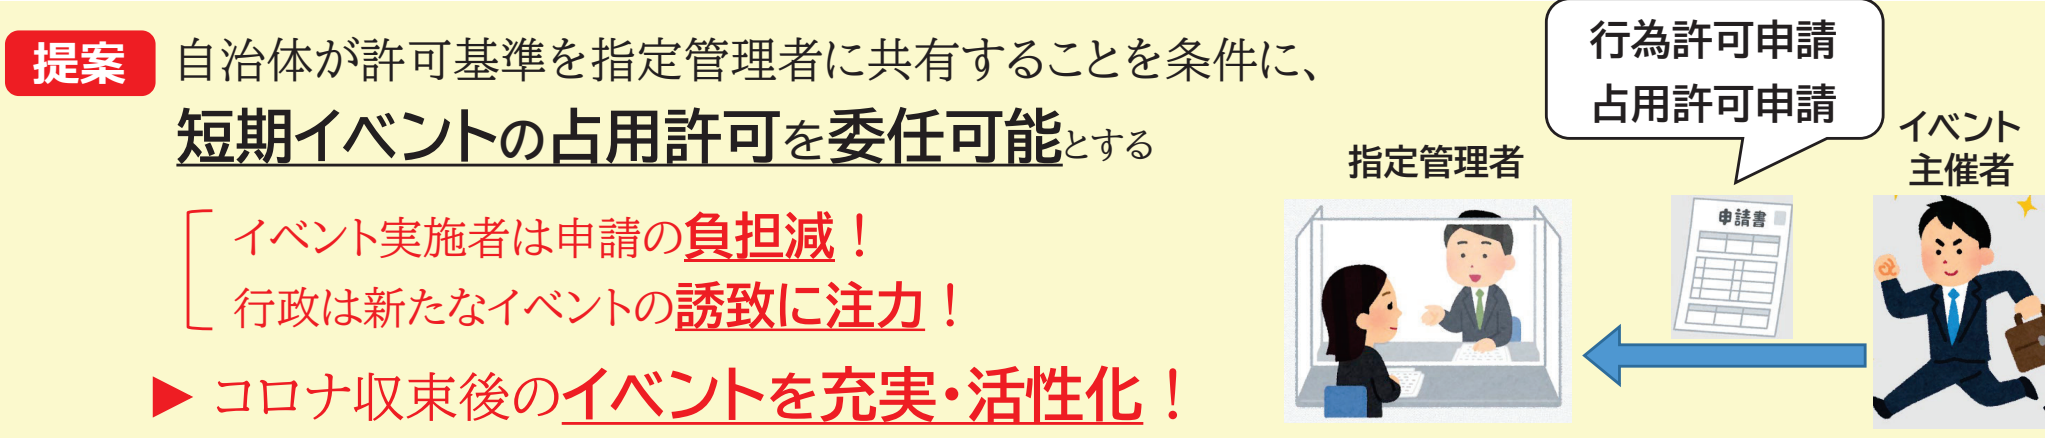 提案 自治体が許可基準を指定管理者に共有することを条件に、
短期イベントの占用許可を委任可能とする
イベント実施者は申請の負担減！
行政は新たなイベントの誘致に注力！
▶ コロナ収束後のイベントを充実・活性化！
行為許可申請
占用許可申請
指定管理者
イベント
主催者
申請書